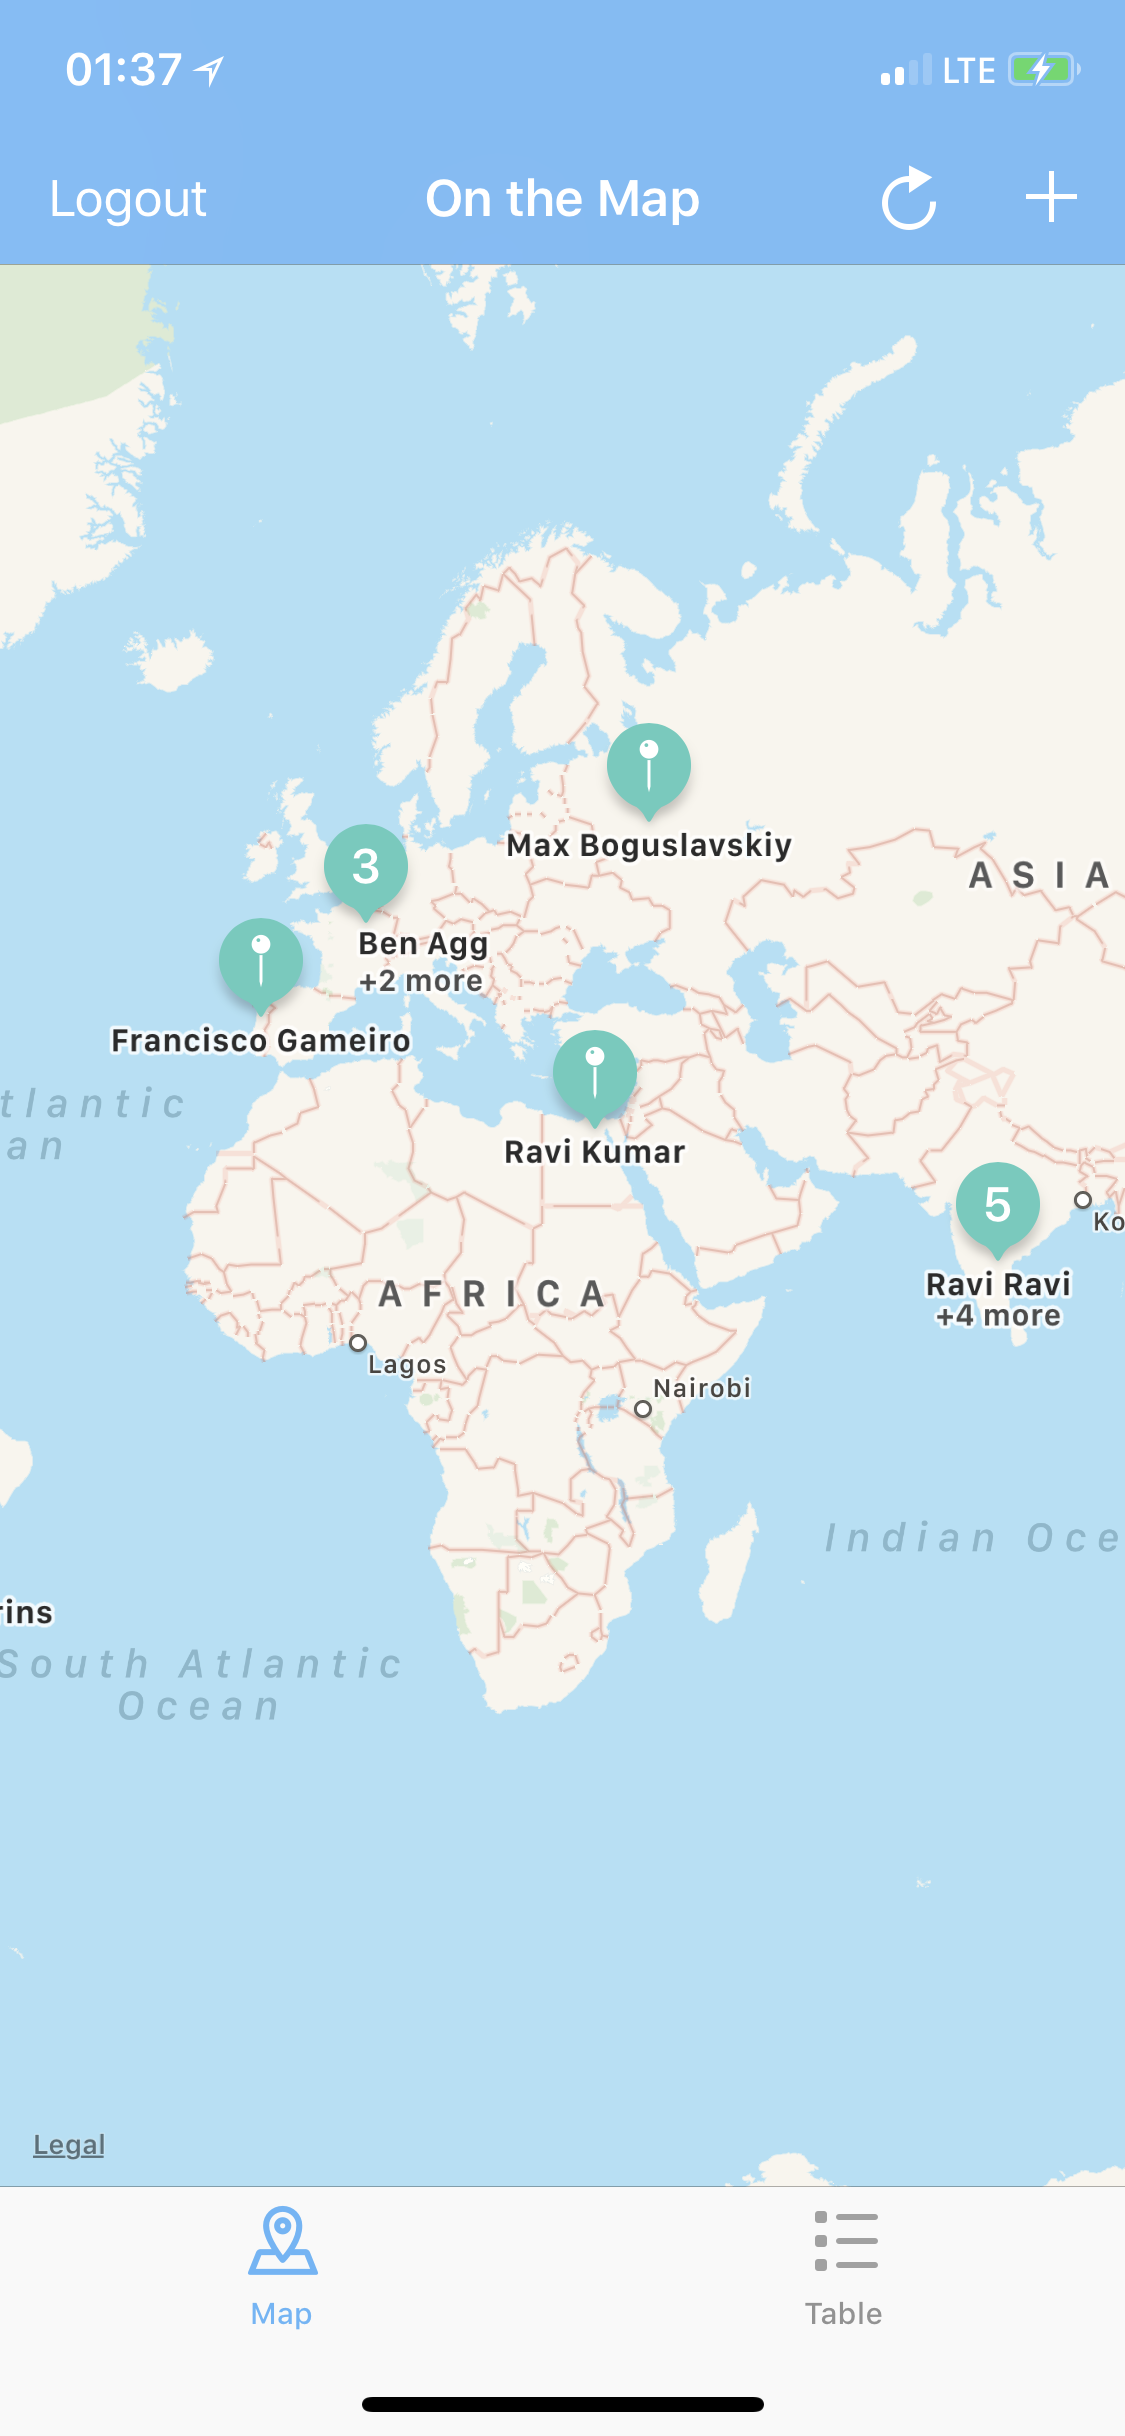 01:37
LTE
Logout
On the Map
Max Boguslavskiy
3
ASIA
Ben Agg
+2 more
Francisco Gameiro
tlantic
an
Ravi Kumar
5
Ko
Ravi Ravi
+4 more
AFRICA
Lagos
Nairobi
Indian Oce
rins
South Atlantic
Ocean
Legal
Map
Table